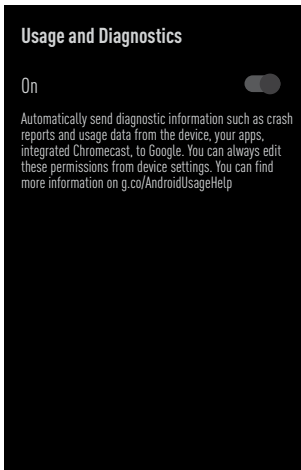 Usage and Diagnostics
On
Automatically send diagnostic information such as crash
reports and usage data from the device, your apps,
integrated Chromecast, to Google. You can always edit
these permissions from device settings. You can find
more information on g.co/AndroidUsageHelp